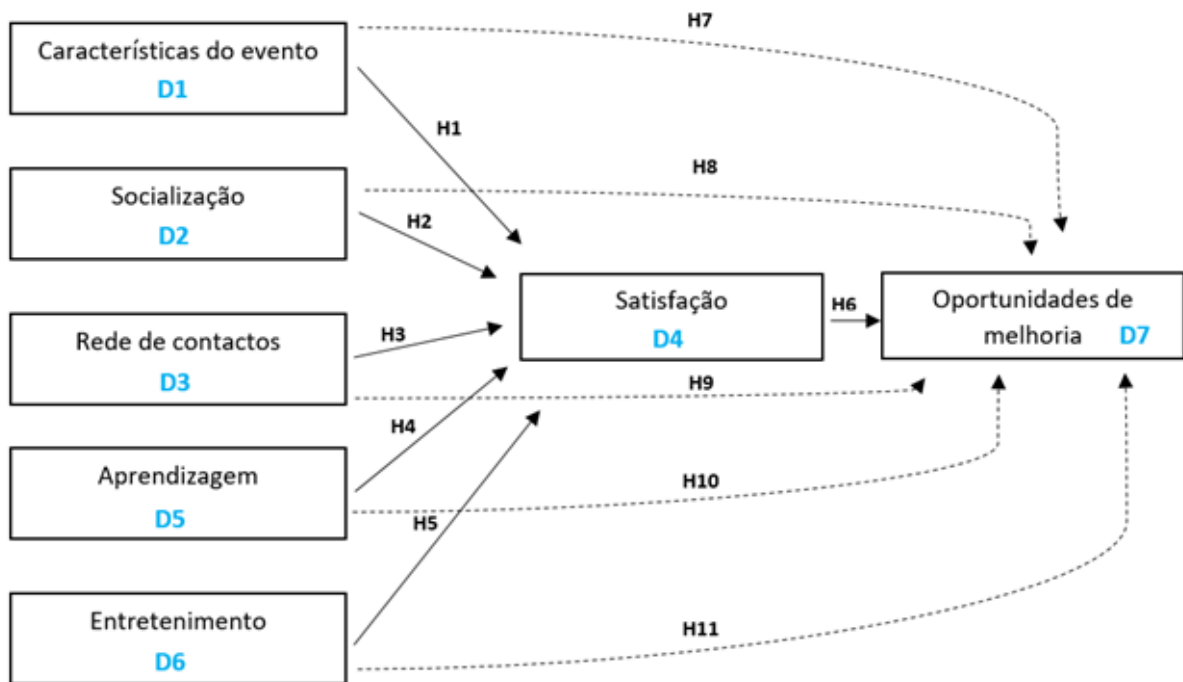 Características do evento
D1
H7
H1
Socialização
D2
H8
H2
Rede de contactos
D3
H3
Satisfação
D4
H6
Oportunidades de
melhoria D7
H9
H4
Aprendizagem
D5
H10
H5
Entretenimento
D6
H11